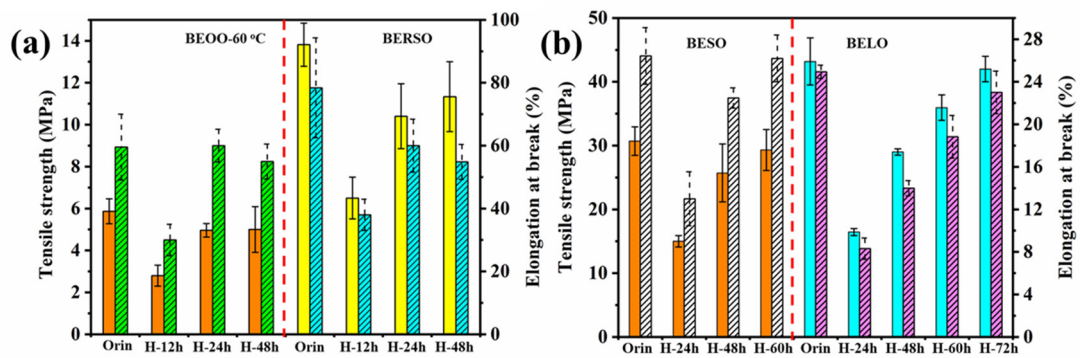 (a)
BEOO-60 °C
BERSO
Tensile strength (MPa)
14
12
10
8
6
4
2
0
Orin H-12h H-24h H-48h Orin H-12h H-24h H-48h
100
80
60
40
20
0
Elongation at break (%)
(b)
BESO
BELO
Tensile strength (MPa)
50
40
30
20
10
0
Orin H-24h H-48h H-60h Orin H-24h H-48h H-60h H-72h
28
24
20
16
12
8
4
0
Elongation at break (%)